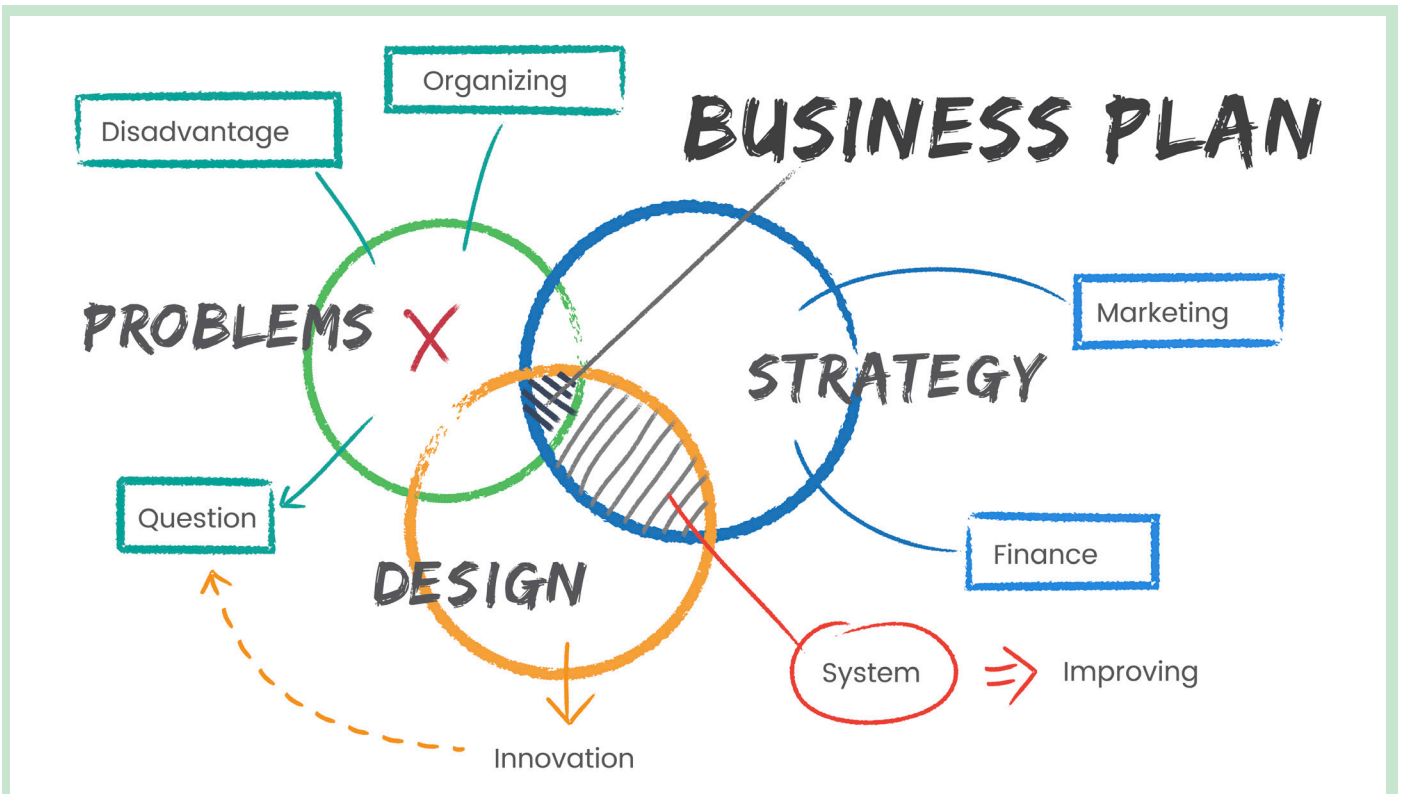 Organizing
Disadvantage
BUSINESS PLAN
PROBLEMS
X
Marketing
STRATEGY
Question
Finance
DESIGN
System
Improving
Innovation